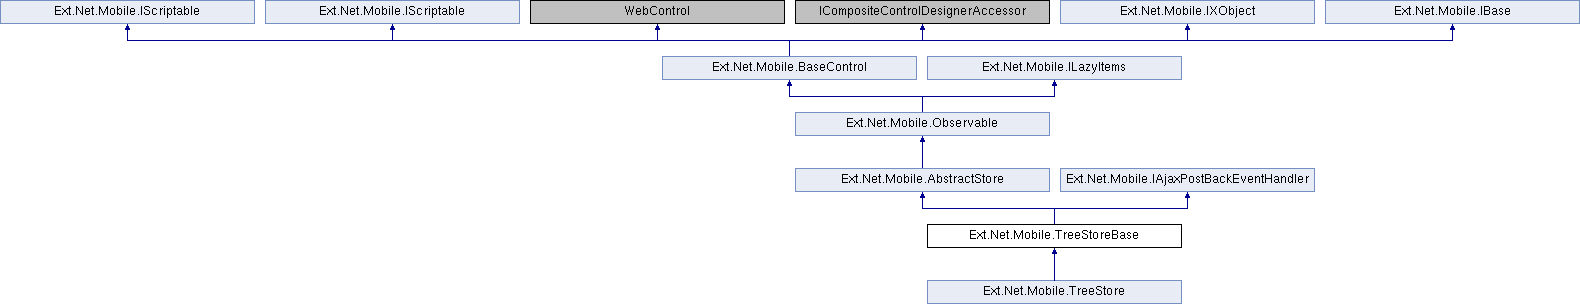 Ext.Net.Mobile.IScriptable
Ext.Net.Mobile.IScriptable
WebControl
ICompositeControlDesignerAccessor
Ext.Net.Mobile.IXObject
Ext.Net.Mobile.IBase
Ext.Net.Mobile.BaseControl
Ext.Net.Mobile.ILazyItems
Ext.Net.Mobile.Observable
Ext.Net.Mobile.AbstractStore
Ext.Net.Mobile.IAjaxPostBackEventHandler
Ext.Net.Mobile.TreeStoreBase
Ext.Net.Mobile.TreeStore